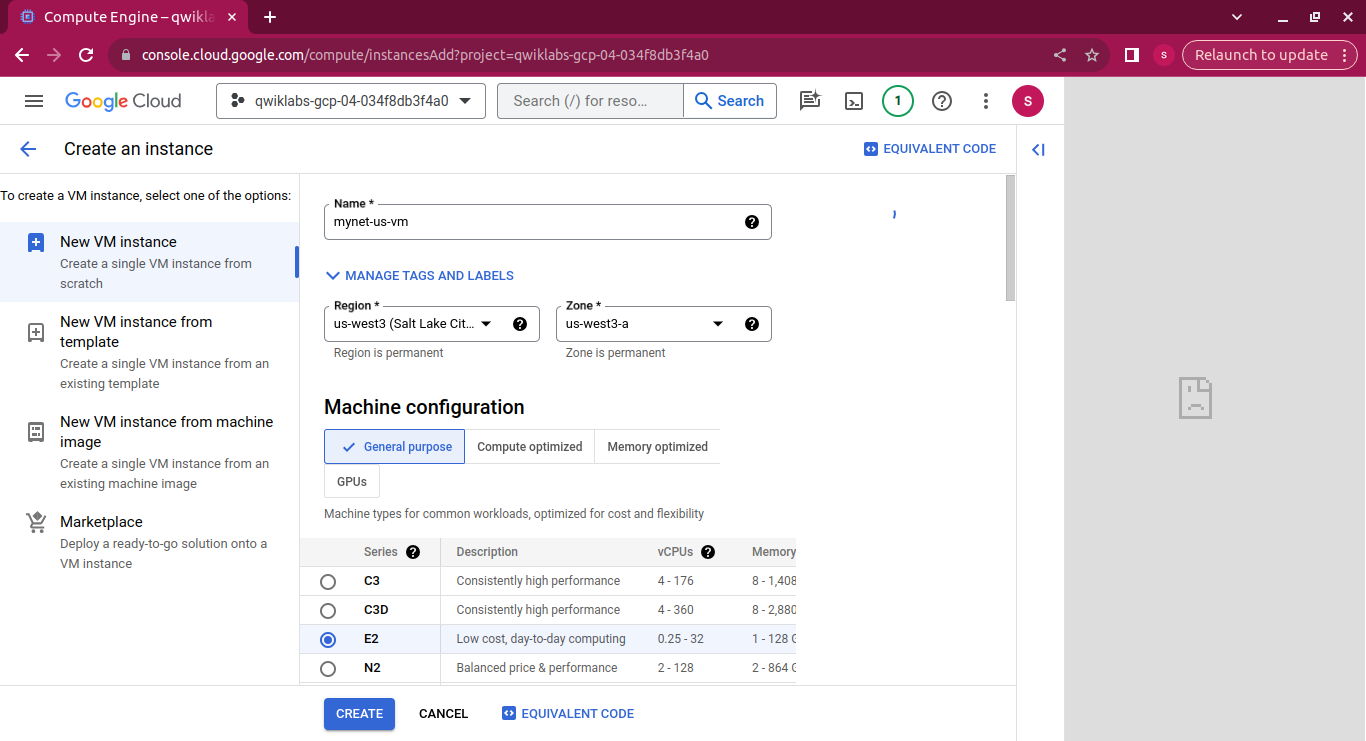 Compute Engine – qwikla
console.cloud.google.com/compute/instancesAdd?project=qwiklabs-gcp-04-034f8db3f4a0
S
Relaunch to update
Google Cloud
qwiklabs-gcp-04-034f8db3f4a0
Search (/) for reso...
Search
1
S
Create an instance
EQUIVALENT CODE
To create a VM instance, select one of the options:
New VM instance
Create a single VM instance from
scratch
New VM instance from
template
Create a single VM instance from an
existing template
New VM instance from machine
image
Create a single VM instance from an
existing machine image
Marketplace
Deploy a ready-to-go solution onto a
VM instance
Name *
mynet-us-vm
MANAGE TAGS AND LABELS
Region *
us-west3 (Salt Lake Cit...
Region is permanent
Zone *
us-west3-a
Zone is permanent
Machine configuration
General purpose
Compute optimized
Memory optimized
GPUs
Machine types for common workloads, optimized for cost and flexibility
Series Description vCPUs Memory
C3 Consistently high performance 4 - 176 8 - 1,408
C3D Consistently high performance 4 - 360 8 - 2,880
E2 Low cost, day-to-day computing 0.25 - 32 1 - 128 G
N2 Balanced price & performance 2 - 128 2 - 864 G
CREATE
CANCEL
EQUIVALENT CODE